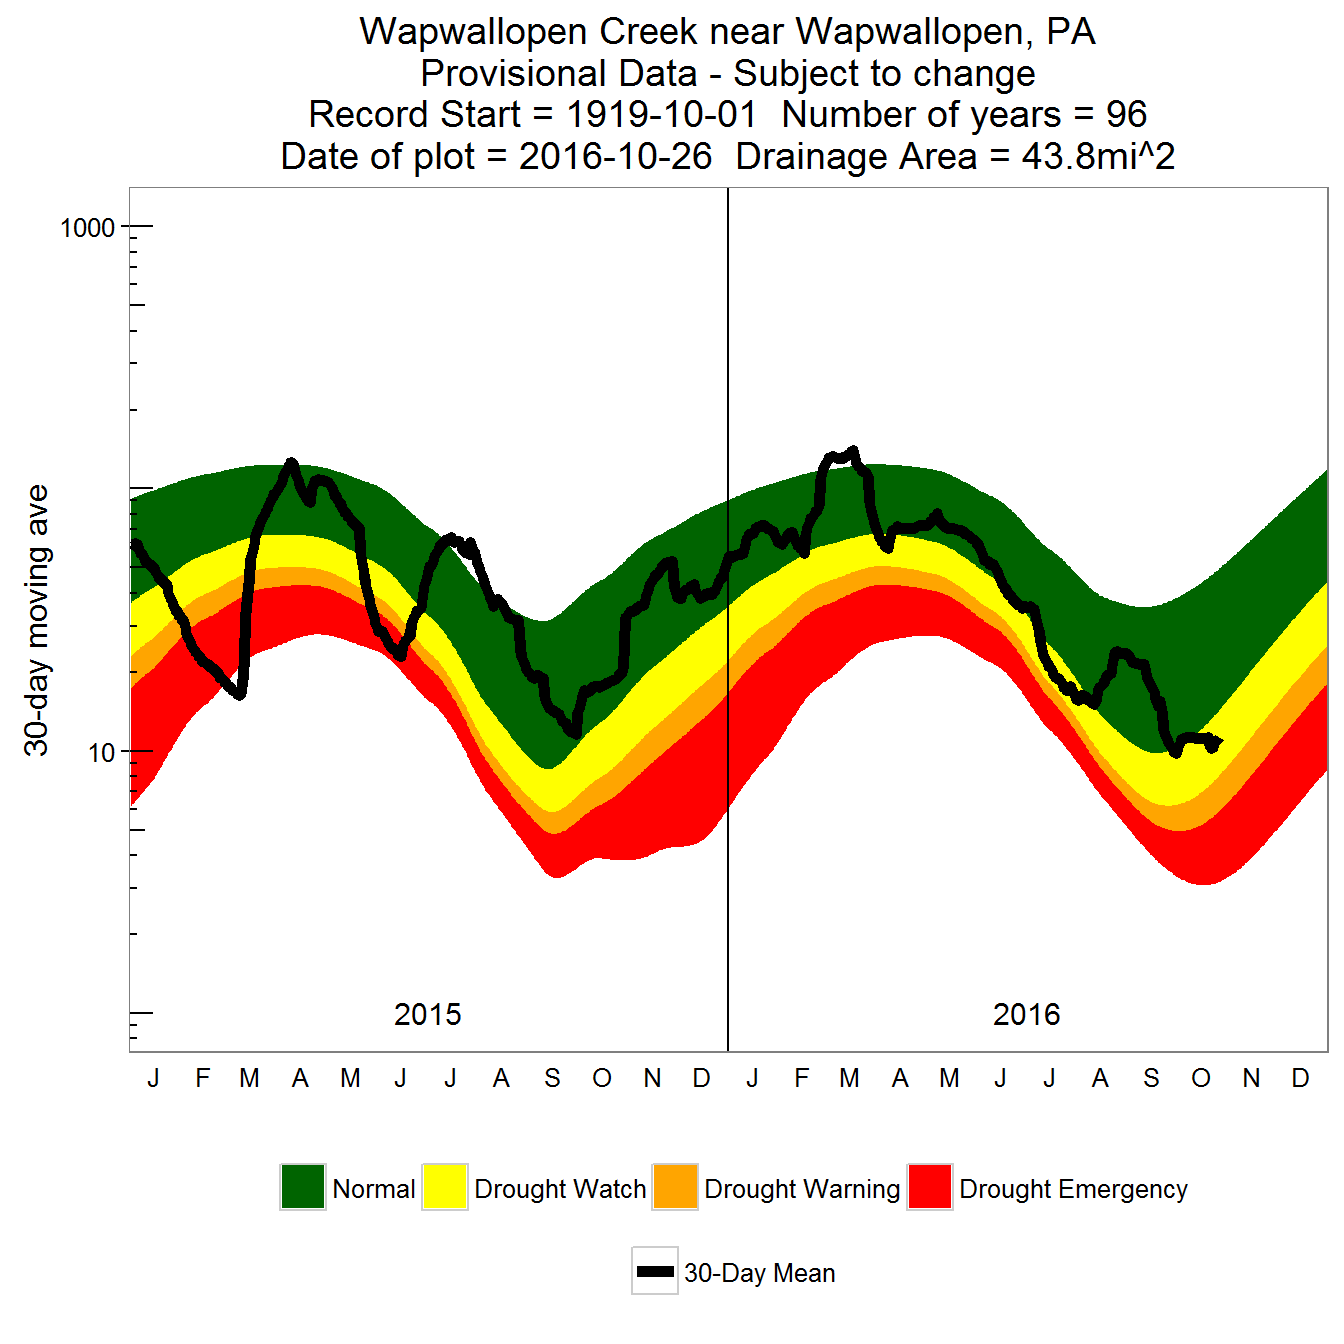 Wapwallopen Creek near Wapwallopen, PA
Provisional Data - Subject to change
Record Start = 1919-10-01  Number of years = 96
Date of plot = 2016-10-26  Drainage Area = 43.8mi^2
1000
30-day moving ave
10
2015 2016
J F M A M J J A S O N D J F M A M J J A S O N D
Normal Drought Watch Drought Warning Drought Emergency
30-Day Mean